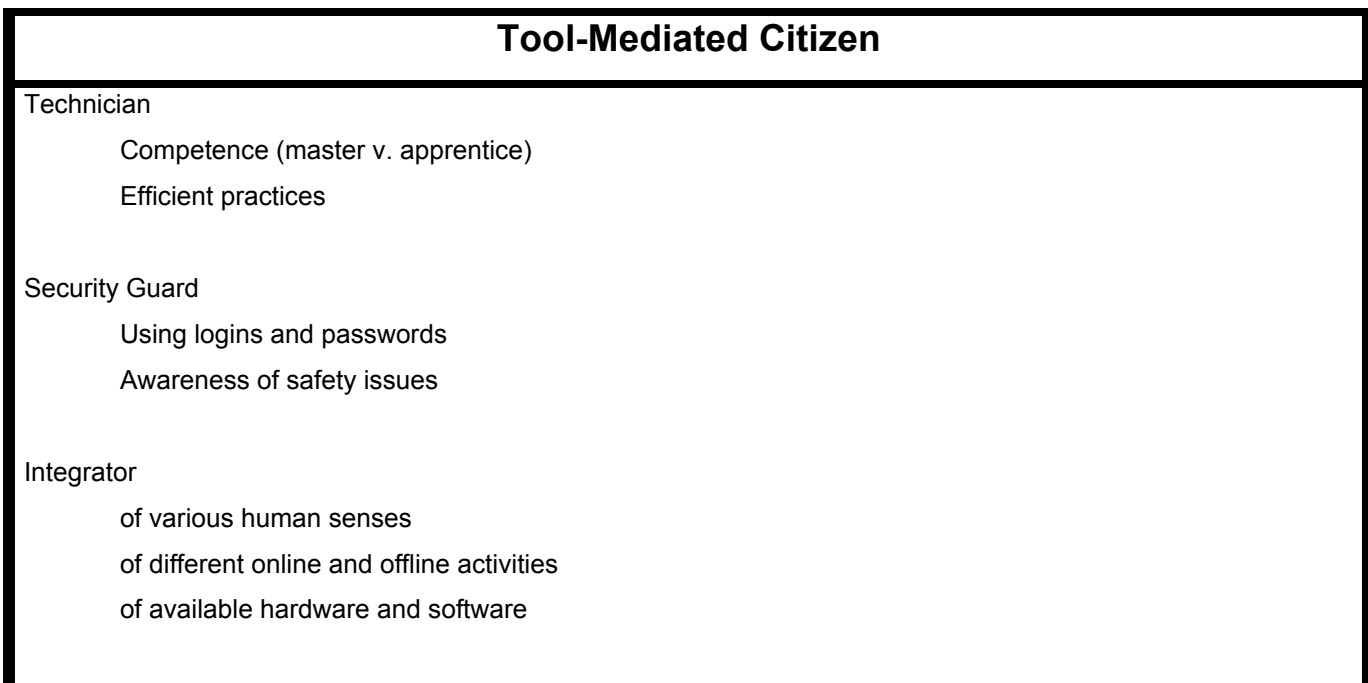 Tool-Mediated Citizen
Technician
Competence (master v. apprentice)
Efficient practices
Security Guard
Using logins and passwords
Awareness of safety issues
Integrator
of various human senses
of different online and offline activities
of available hardware and software